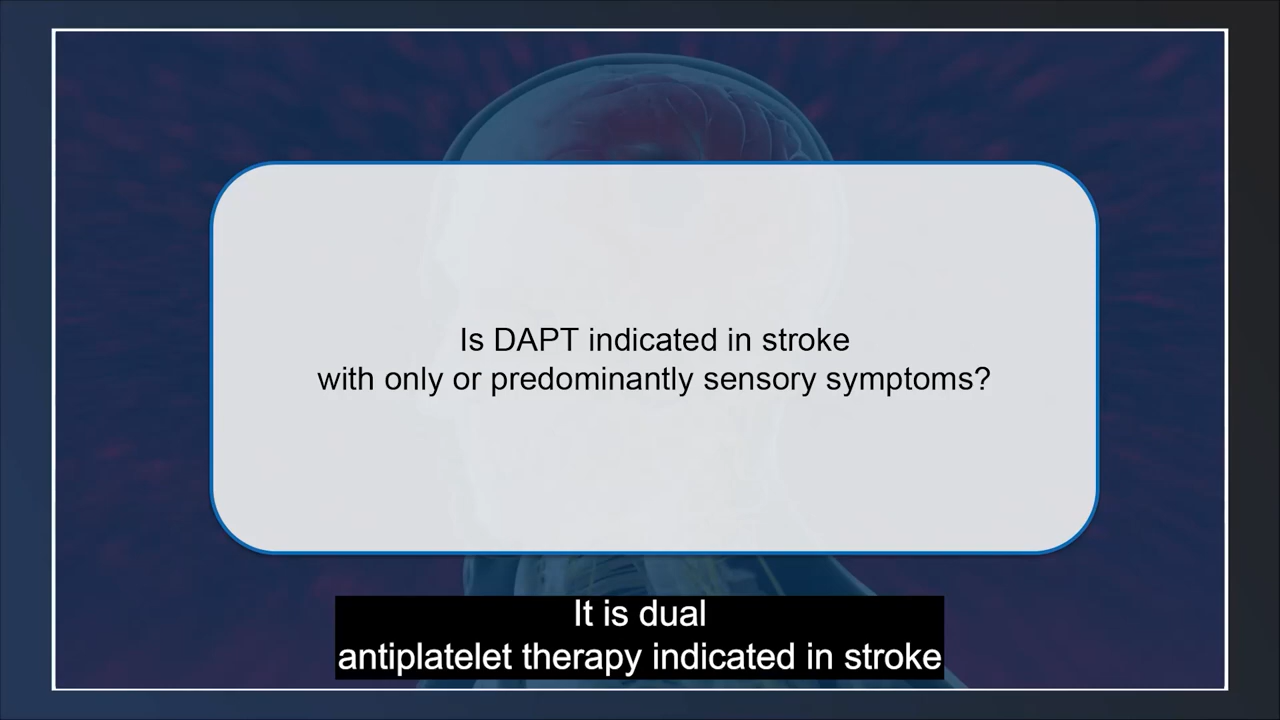 Is DAPT indicated in stroke
with only or predominantly sensory symptoms?
It is dual
antiplatelet therapy indicated in stroke